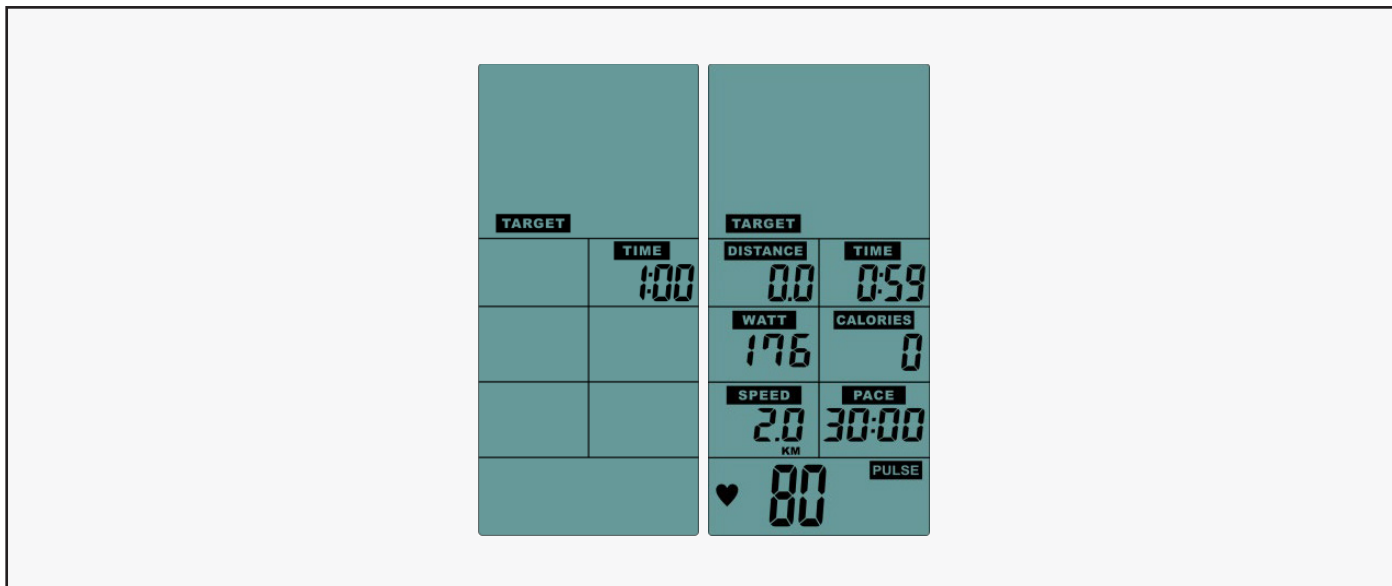 TARGET
TIME
1:00
TARGET
DISTANCE TIME
0.0 0:59
WATT CALORIES
176 0
SPEED PACE
2.0 30:00
KM
PULSE
80